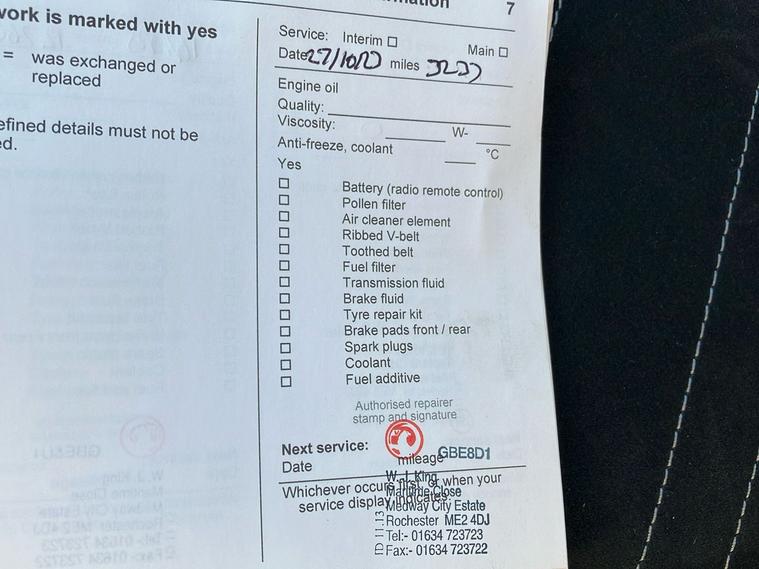 mation 7
work is marked with yes
= was exchanged or
replaced
efined details must not be
ed.
Service: Interim ☐ Main ☐
Date miles
Engine oil
Quality:
Viscosity: W-
Anti-freeze, coolant °C
Yes
☐ Battery (radio remote control)
☐ Pollen filter
☐ Air cleaner element
☐ Ribbed V-belt
☐ Toothed belt
☐ Fuel filter
☐ Transmission fluid
☐ Brake fluid
☐ Tyre repair kit
☐ Brake pads front / rear
☐ Spark plugs
☐ Coolant
☐ Fuel additive
Authorised repairer
stamp and signature
Next service:
Date mileage
GBE8D1
Whichever occurs first, or when your
service display indicates.
W. J. King
Maritime Close
Medway City Estate
Rochester ME2 4DJ
Tel:- 01634 723723
Fax:- 01634 723722